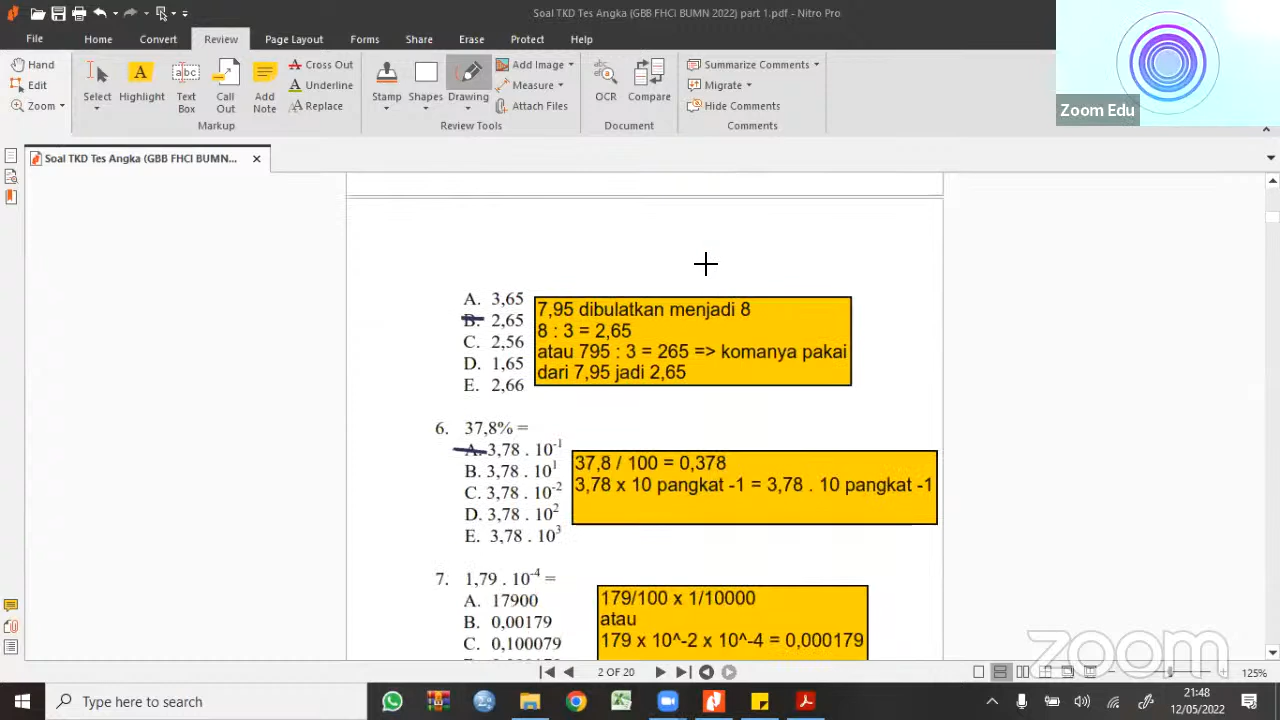 Soal TKD Tes Angka (GBB FHCI BUMN 2022) part 1.pdf - Nitro Pro
File Home Convert Review Page Layout Forms Share Erase Protect Help
Hand
Edit
Zoom
Select
Highlight
Text Box
Call Out
Add Note
Cross Out
Underline
Replace
Markup
Stamp
Shapes
Drawing
Add Image
Measure
Attach Files
Review Tools
OCR
Compare
Document
Summarize Comments
Migrate
Hide Comments
Comments
Zoom Edu
Soal TKD Tes Angka (GBB FHCI BUMN...
A. 3,65
B. 2,65
C. 2,56
D. 1,65
E. 2,66
7,95 dibulatkan menjadi 8
8 : 3 = 2,65
atau 795 : 3 = 265 => komanya pakai
dari 7,95 jadi 2,65
6. 37,8% =
A. 3,78 . 10⁻¹
B. 3,78 . 10¹
C. 3,78 . 10⁻²
D. 3,78 . 10²
E. 3,78 . 10³
37,8 / 100 = 0,378
3,78 x 10 pangkat -1 = 3,78 . 10 pangkat -1
7. 1,79 . 10⁻⁴ =
A. 17900
B. 0,00179
C. 0,100079
179/100 x 1/10000
atau
179 x 10^-2 x 10^-4 = 0,000179
zoom
2 OF 20
125%
Type here to search
21:48
12/05/2022